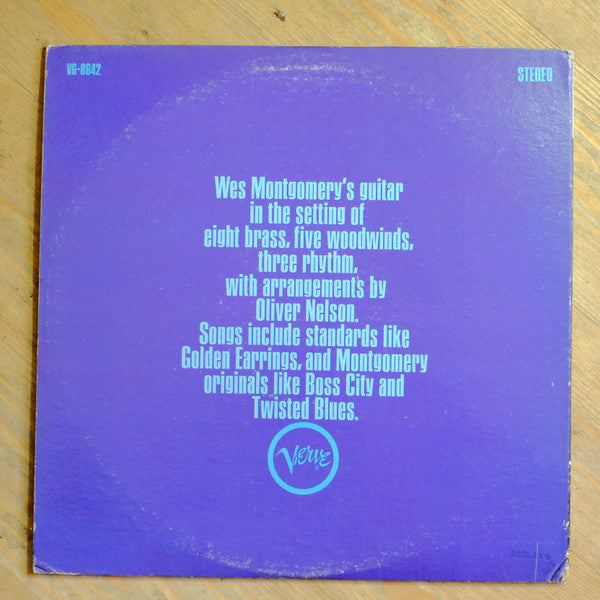 V6-8642
STEREO
Wes Montgomery's guitar
in the setting of
eight brass, five woodwinds,
three rhythm,
with arrangements by
Oliver Nelson.
Songs include standards like
Golden Earrings, and Montgomery
originals like Boss City and
Twisted Blues.
Verve